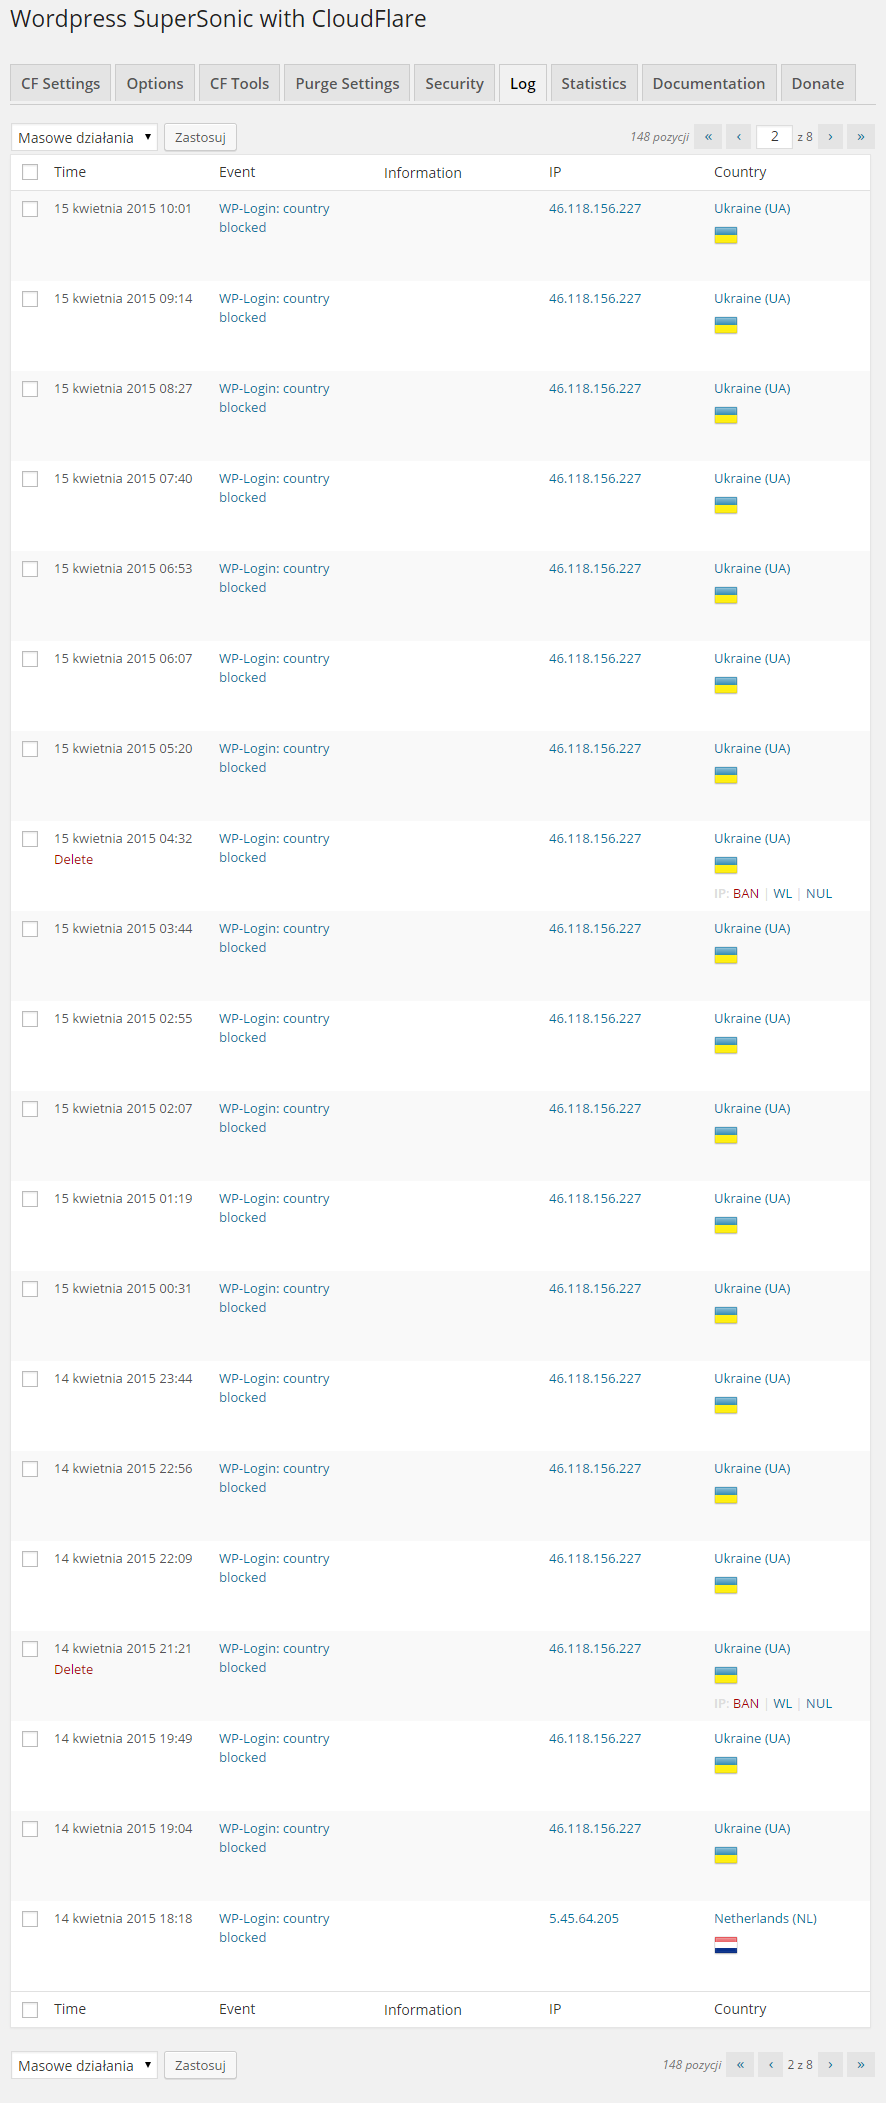 Wordpress SuperSonic with CloudFlare
CF Settings Options CF Tools Purge Settings Security Log Statistics Documentation Donate
Masowe działania Zastosuj 148 pozycji « ‹ 2 z 8 › »
Time Event Information IP Country
15 kwietnia 2015 10:01 WP-Login: country 46.118.156.227 Ukraine (UA)
blocked
15 kwietnia 2015 09:14 WP-Login: country 46.118.156.227 Ukraine (UA)
blocked
15 kwietnia 2015 08:27 WP-Login: country 46.118.156.227 Ukraine (UA)
blocked
15 kwietnia 2015 07:40 WP-Login: country 46.118.156.227 Ukraine (UA)
blocked
15 kwietnia 2015 06:53 WP-Login: country 46.118.156.227 Ukraine (UA)
blocked
15 kwietnia 2015 06:07 WP-Login: country 46.118.156.227 Ukraine (UA)
blocked
15 kwietnia 2015 05:20 WP-Login: country 46.118.156.227 Ukraine (UA)
blocked
15 kwietnia 2015 04:32 WP-Login: country 46.118.156.227 Ukraine (UA)
Delete blocked
IP: BAN | WL | NUL
15 kwietnia 2015 03:44 WP-Login: country 46.118.156.227 Ukraine (UA)
blocked
15 kwietnia 2015 02:55 WP-Login: country 46.118.156.227 Ukraine (UA)
blocked
15 kwietnia 2015 02:07 WP-Login: country 46.118.156.227 Ukraine (UA)
blocked
15 kwietnia 2015 01:19 WP-Login: country 46.118.156.227 Ukraine (UA)
blocked
15 kwietnia 2015 00:31 WP-Login: country 46.118.156.227 Ukraine (UA)
blocked
14 kwietnia 2015 23:44 WP-Login: country 46.118.156.227 Ukraine (UA)
blocked
14 kwietnia 2015 22:56 WP-Login: country 46.118.156.227 Ukraine (UA)
blocked
14 kwietnia 2015 22:09 WP-Login: country 46.118.156.227 Ukraine (UA)
blocked
14 kwietnia 2015 21:21 WP-Login: country 46.118.156.227 Ukraine (UA)
Delete blocked
IP: BAN | WL | NUL
14 kwietnia 2015 19:49 WP-Login: country 46.118.156.227 Ukraine (UA)
blocked
14 kwietnia 2015 19:04 WP-Login: country 46.118.156.227 Ukraine (UA)
blocked
14 kwietnia 2015 18:18 WP-Login: country 5.45.64.205 Netherlands (NL)
blocked
Time Event Information IP Country
Masowe działania Zastosuj 148 pozycji « ‹ 2 z 8 › »